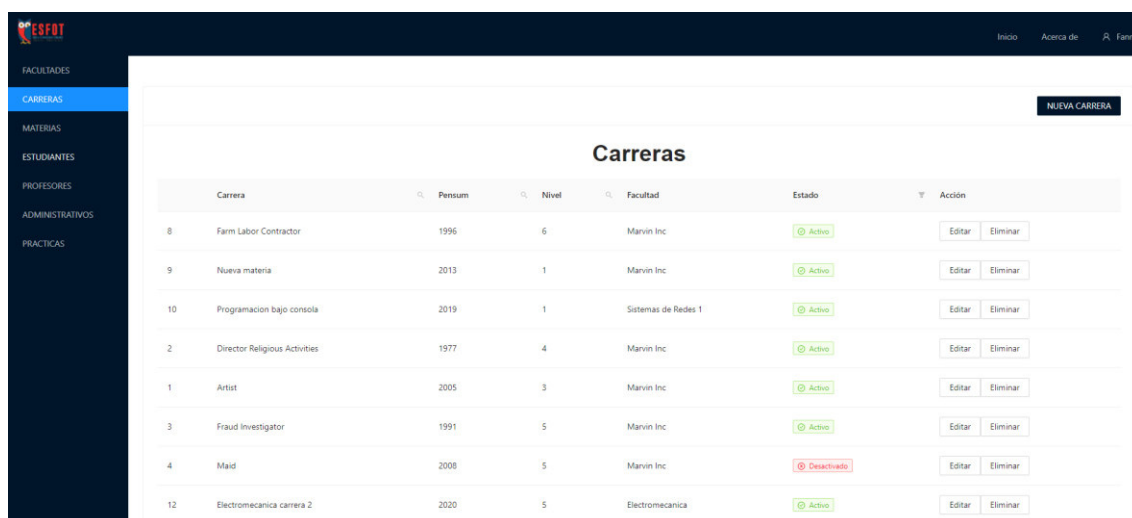 ESFOT
Inicio Acerca de
FACULTADES
CARRERAS
NUEVA CARRERA
MATERIAS
ESTUDIANTES
Carreras
PROFESORES
Carrera Pensum Nivel Facultad Estado Acción
ADMINISTRATIVOS
PRACTICAS
8 Farm Labor Contractor 1996 6 Marvin Inc Activo Editar Eliminar
9 Nueva materia 2013 1 Marvin Inc Activo Editar Eliminar
10 Programacion bajo consola 2019 1 Sistemas de Redes 1 Activo Editar Eliminar
2 Director Religious Activities 1977 4 Marvin Inc Activo Editar Eliminar
1 Artist 2005 3 Marvin Inc Activo Editar Eliminar
3 Fraud Investigator 1991 5 Marvin Inc Activo Editar Eliminar
4 Maid 2008 5 Marvin Inc Desactivado Editar Eliminar
12 Electromecanica carrera 2 2020 5 Electromecanica Activo Editar Eliminar